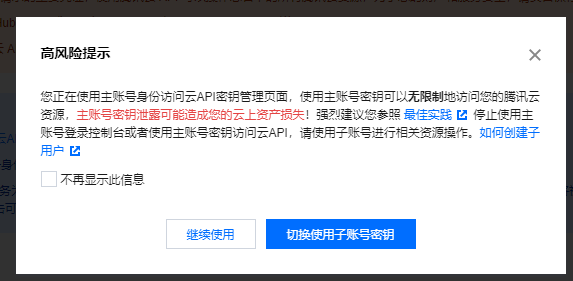 高风险提示
您正在使用主账号身份访问云API密钥管理页面，使用主账号密钥可以无限制地访问您的腾讯云
资源，主账号密钥泄露可能造成您的云上资产损失！强烈建议您参照 最佳实践 停止使用主
账号登录控制台或者使用主账号密钥访问云API，请使用子账号进行相关资源操作。如何创建子
用户
不再显示此信息
继续使用
切换使用子账号密钥